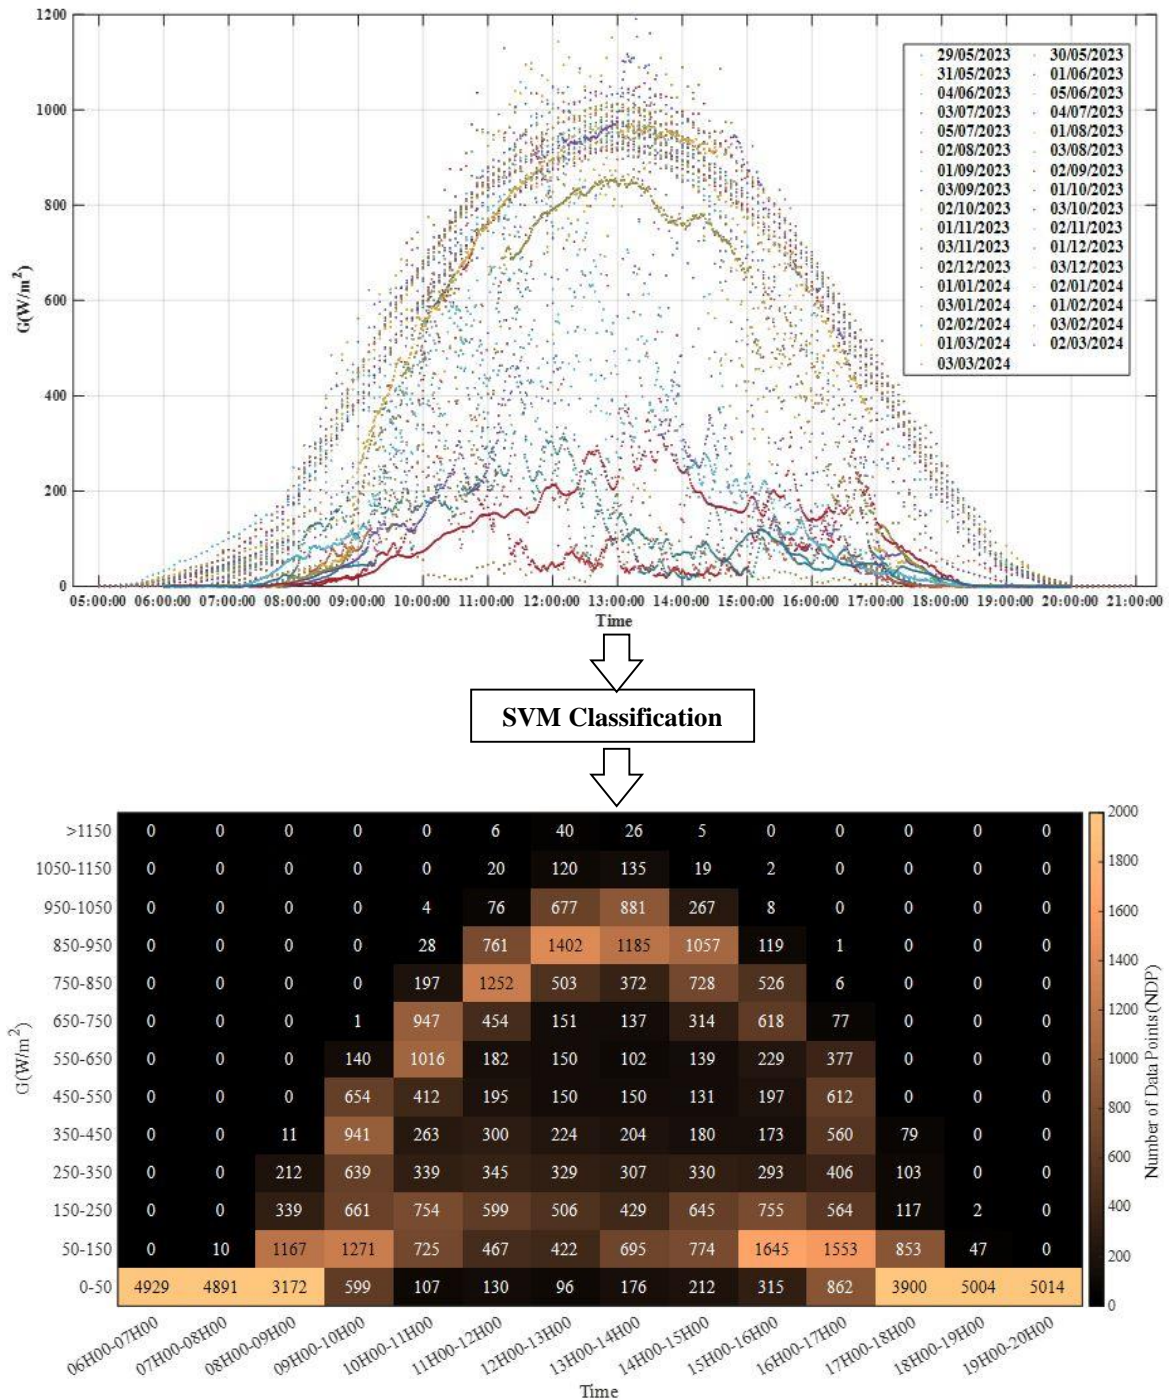 1200
1000
800
600
400
200
0
G(W/m²)
29/05/2023 30/05/2023
31/05/2023 01/06/2023
04/06/2023 05/06/2023
03/07/2023 04/07/2023
05/07/2023 01/08/2023
02/08/2023 03/08/2023
01/09/2023 02/09/2023
03/09/2023 01/10/2023
02/10/2023 03/10/2023
01/11/2023 02/11/2023
03/11/2023 01/12/2023
02/12/2023 03/12/2023
01/01/2024 02/01/2024
03/01/2024 01/02/2024
02/02/2024 03/02/2024
01/03/2024 02/03/2024
03/03/2024
05:00:00 06:00:00 07:00:00 08:00:00 09:00:00 10:00:00 11:00:00 12:00:00 13:00:00 14:00:00 15:00:00 16:00:00 17:00:00 18:00:00 19:00:00 20:00:00 21:00:00
Time
SVM Classification
>1150 0 0 0 0 0 6 40 26 5 0 0 0 0 0
1050-1150 0 0 0 0 0 20 120 135 19 2 0 0 0 0
950-1050 0 0 0 0 4 76 677 881 267 8 0 0 0 0
850-950 0 0 0 0 28 761 1402 1185 1057 119 1 0 0 0
750-850 0 0 0 0 197 1252 503 372 728 526 6 0 0 0
650-750 0 0 0 1 947 454 151 137 314 618 77 0 0 0
550-650 0 0 0 140 1016 182 150 102 139 229 377 0 0 0
450-550 0 0 0 654 412 195 150 150 131 197 612 0 0 0
350-450 0 0 11 941 263 300 224 204 180 173 560 79 0 0
250-350 0 0 212 639 339 345 329 307 330 293 406 103 0 0
150-250 0 0 339 661 754 599 506 429 645 755 564 117 2 0
50-150 0 10 1167 1271 725 467 422 695 774 1645 1553 853 47 0
0-50 4929 4891 3172 599 107 130 96 176 212 315 862 3900 5004 5014
G(W/m²)
06H00-07H00 07H00-08H00 08H00-09H00 09H00-10H00 10H00-11H00 11H00-12H00 12H00-13H00 13H00-14H00 14H00-15H00 15H00-16H00 16H00-17H00 17H00-18H00 18H00-19H00 19H00-20H00
Time
2000
1800
1600
1400
1200
1000
800
600
400
200
0
Number of Data Points(NDP)